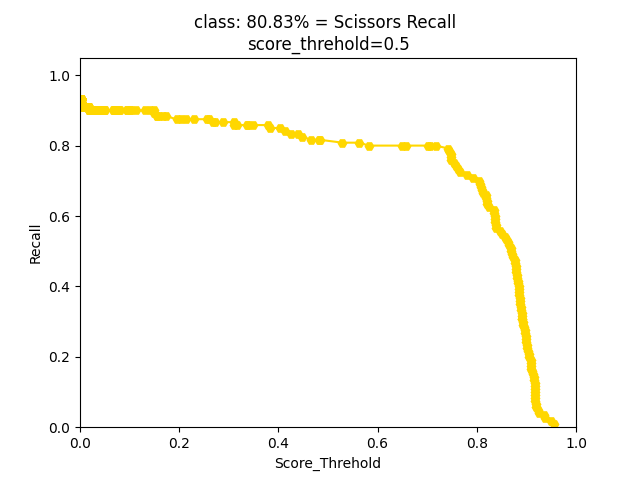 class: 80.83% = Scissors Recall
score_threhold=0.5
1.0
0.8
0.6
0.4
0.2
0.0
Recall
0.0 0.2 0.4 0.6 0.8 1.0
Score_Threhold